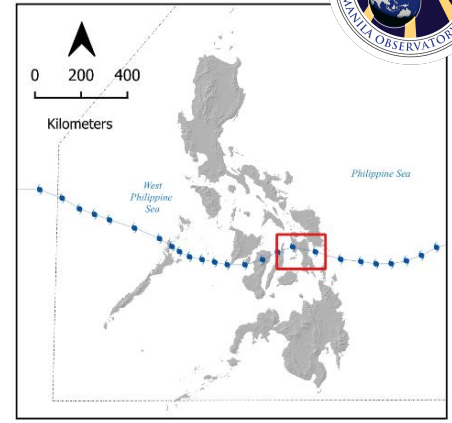 MANILA OBSERVATORY
0 200 400
Kilometers
West
Philippine
Sea
Philippine Sea